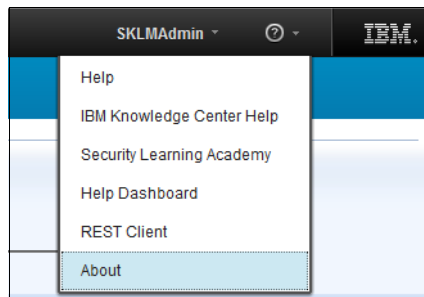 SKLMAdmin
IBM.
Help
IBM Knowledge Center Help
Security Learning Academy
Help Dashboard
REST Client
About